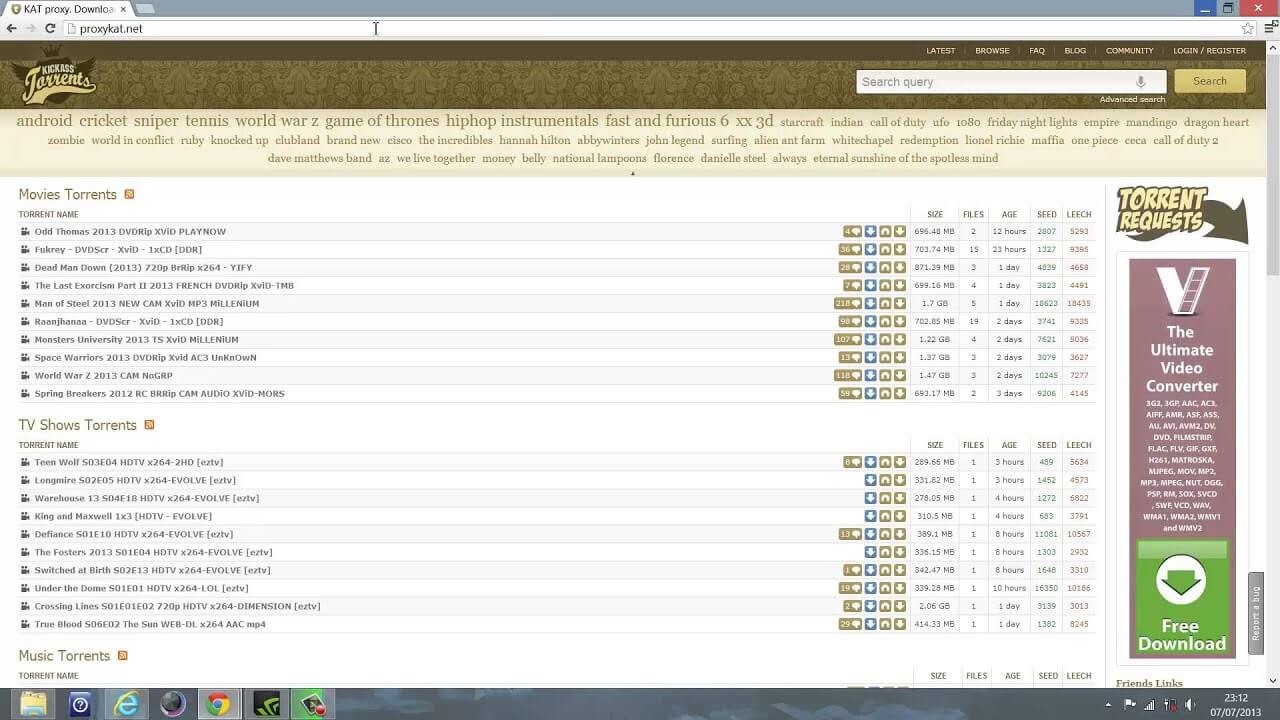 KAT proxy. Downloa
proxykat.net
LATEST BROWSE FAQ BLOG COMMUNITY LOGIN / REGISTER
KICKASS
Torrents
Search query Search
Advanced search
android cricket sniper tennis world war z game of thrones hiphop instrumentals fast and furious 6 xx 3d starcraft indian call of duty ufo 1080 friday night lights empire mandingo dragon heart
zombie world in conflict ruby knocked up clubland brand new cisco the incredibles hannah hilton abbywinters john legend surfing alien ant farm whitechapel redemption lionel richie maffia one piece ceca call of duty 2
dave matthews band az we live together money belly national lampoons florence danielle steel always eternal sunshine of the spotless mind
Movies Torrents
TORRENT NAME SIZE FILES AGE SEED LEECH
Odd Thomas 2013 DVDRip XViD PLAYNOW 4 696.48 MB 2 12 hours 2807 5293
Fukrey - DVDScr - XviD - 1xCD [DDR] 36 703.74 MB 15 23 hours 1327 9395
Dead Man Down (2013) 720p BrRip x264 - YIFY 28 871.39 MB 3 1 day 4839 4658
The Last Exorcism Part II 2013 FRENCH DVDRip XviD-TMB 7 699.16 MB 4 1 day 3823 4491
Man of Steel 2013 NEW CAM XviD MP3 MiLLENiUM 218 1.7 GB 5 1 day 18623 18435
Raanjhanaa - DVDScr - XviD - 1xCD [DDR] 98 702.85 MB 19 2 days 3741 9335
Monsters University 2013 TS XviD MiLLENiUM 107 1.22 GB 4 2 days 7621 5036
Space Warriors 2013 DVDRip Xvid AC3 UnKnOwN 13 1.37 GB 3 2 days 3079 3627
World War Z 2013 CAM NoGRP 118 1.47 GB 3 2 days 10245 7277
Spring Breakers 2012 RC BRRip CAM AUDiO XViD-MORS 59 693.17 MB 2 3 days 9206 4145
TV Shows Torrents
TORRENT NAME SIZE FILES AGE SEED LEECH
Teen Wolf S03E04 HDTV x264-2HD [eztv] 8 289.66 MB 1 3 hours 489 5634
Longmire S02E05 HDTV x264-EVOLVE [eztv] 331.82 MB 1 3 hours 1452 4573
Warehouse 13 S04E18 HDTV x264-EVOLVE [eztv] 278.05 MB 1 4 hours 1272 6822
King and Maxwell 1x3 [HDTV - EVOLVE] 310.5 MB 1 4 hours 683 3791
Defiance S01E10 HDTV x264-EVOLVE [eztv] 13 389.1 MB 1 8 hours 11081 10567
The Fosters 2013 S01E04 HDTV x264-EVOLVE [eztv] 336.15 MB 1 8 hours 1303 2932
Switched at Birth S02E13 HDTV x264-EVOLVE [eztv] 1 342.47 MB 1 8 hours 1648 3310
Under the Dome S01E01 HDTV x264-LOL [eztv] 19 339.28 MB 1 10 hours 16350 10186
Crossing Lines S01E01E02 720p HDTV x264-DIMENSION [eztv] 2 2.06 GB 1 1 day 3139 3013
True Blood S06E02 The Sun WEB-DL x264 AAC mp4 29 414.33 MB 1 1 day 1382 8245
Music Torrents
TORRENT NAME SIZE FILES AGE SEED LEECH
TORRENT
REQUESTS
The
Ultimate
Video
Converter
3G2, 3GP, AAC, AC3,
AIFF, AMR, ASF, ASS,
AU, AVI, AVM2, DV,
DVD, FILMSTRIP,
FLAC, FLV, GIF, GXF,
H261, MATROSKA,
MJPEG, MOV, MP2,
MP3, MPEG, NUT, OGG,
PSP, RM, SOX, SVCD
, SWF, VCD, WAV,
WMA1, WMA2, WMV1
and WMV2
Free
Download
Report a bug
Friends Links
23:12
07/07/2013